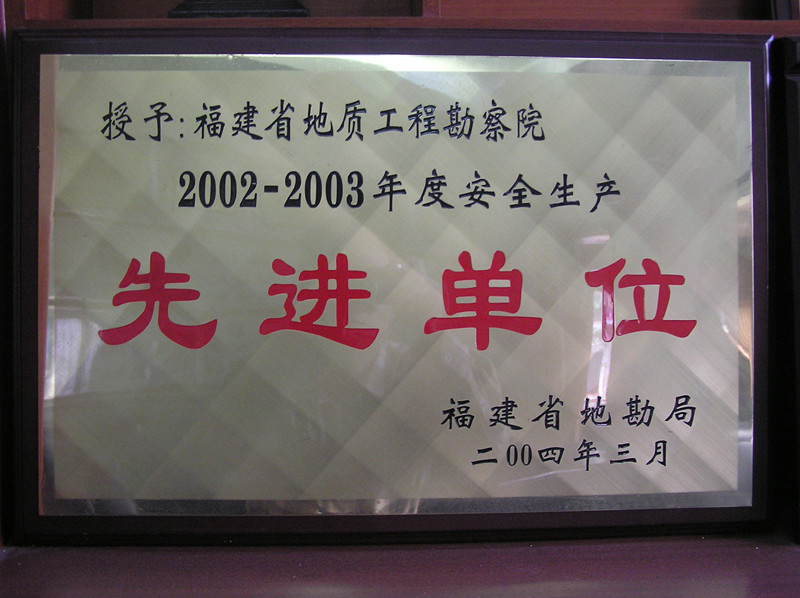 授予:福建省地质工程勘察院
2002-2003年度安全生产
先进单位
福建省地勘局
二00四年三月